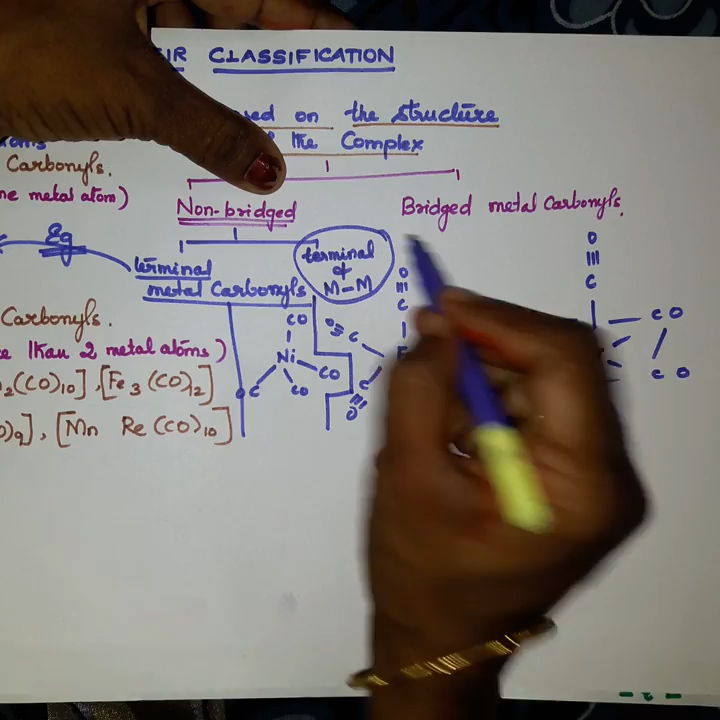 CLASSIFICATION
on the structure
the Complex
Carbonyls.
metal atom)
Non-bridged
Bridged metal Carbonyls.
Eg
terminal
metal Carbonyls
terminal
of
M-M
Carbonyls.
than 2 metal atoms)
(CO)10], [Fe3(CO)12]
[Mn Re(CO)10]
CO
Ni
CO
CO
OC
O
C
O
C
C
O
O
C
CO
CO